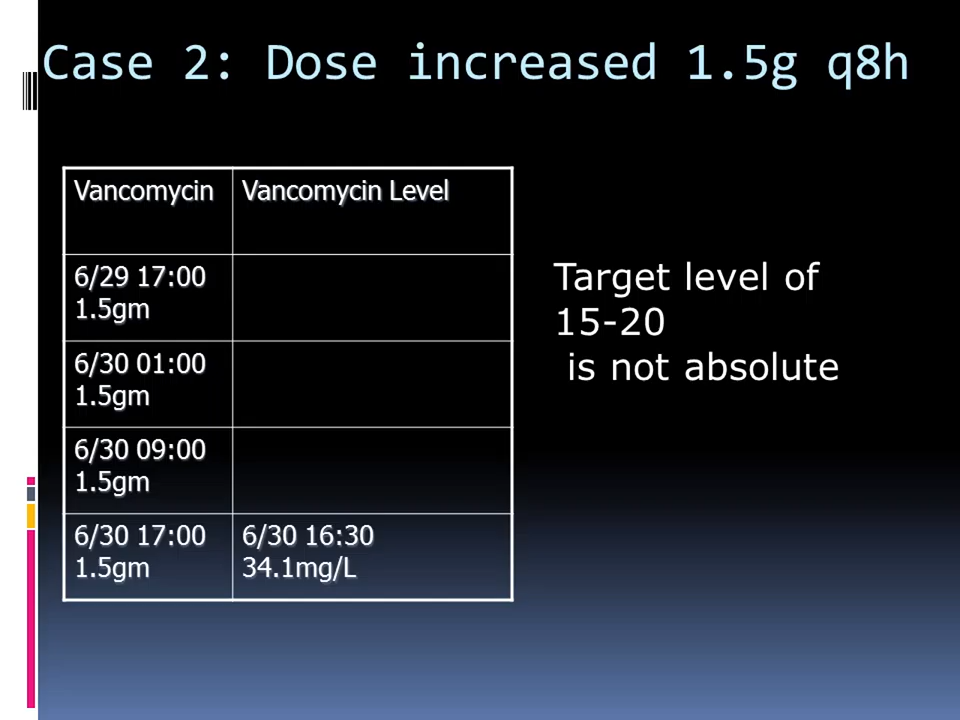 Case 2: Dose increased 1.5g q8h
Vancomycin
Vancomycin Level
6/29 17:00
1.5gm
6/30 01:00
1.5gm
6/30 09:00
1.5gm
6/30 17:00
1.5gm
6/30 16:30
34.1mg/L
Target level of
15-20
is not absolute